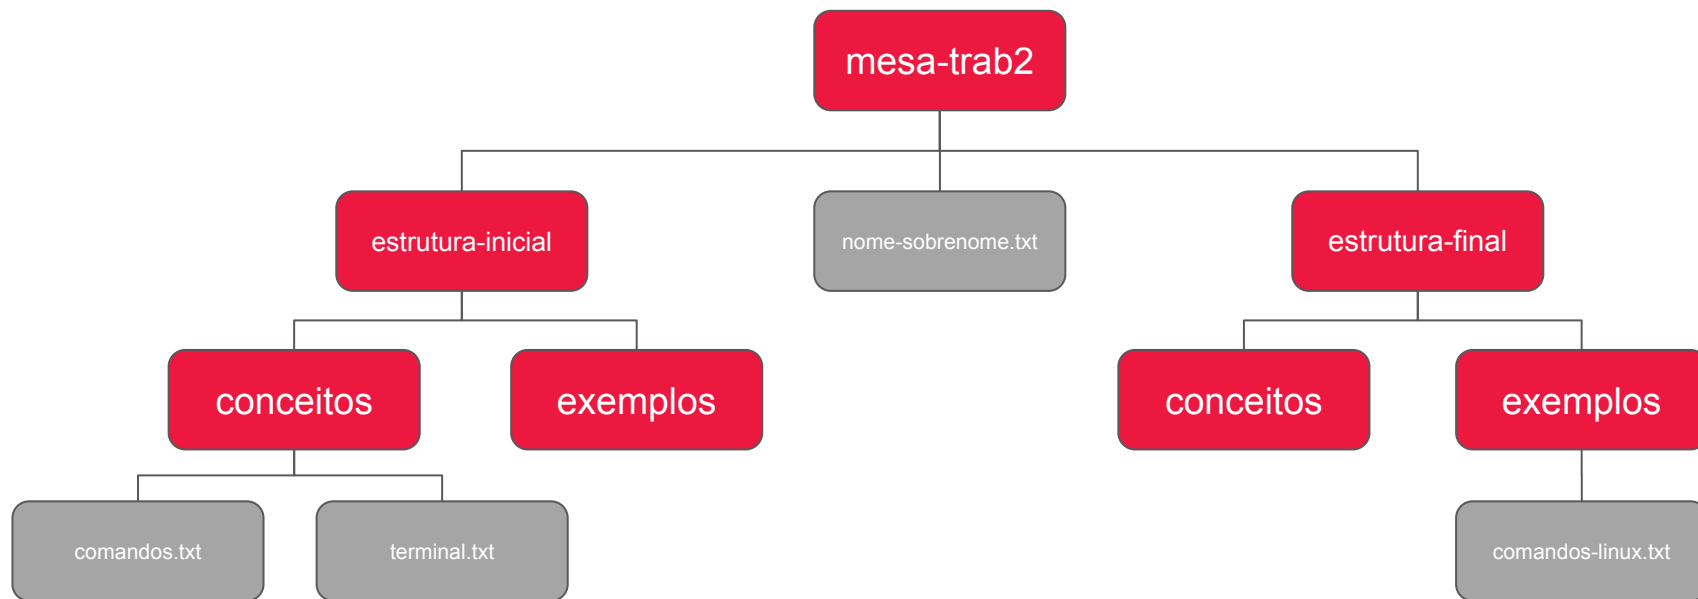 mesa-trab2
estrutura-inicial
nome-sobrenome.txt
estrutura-final
conceitos
exemplos
conceitos
exemplos
comandos.txt
terminal.txt
comandos-linux.txt